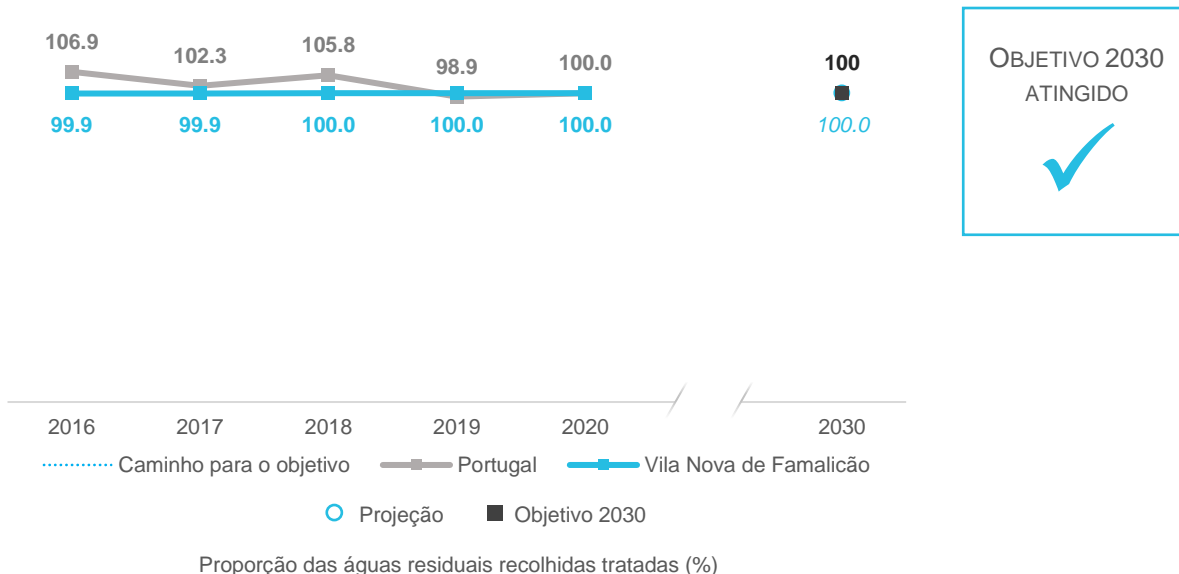 106.9 102.3 105.8 98.9 100.0 100
99.9 99.9 100.0 100.0 100.0 100.0
OBJETIVO 2030
ATINGIDO
2016 2017 2018 2019 2020 2030
Caminho para o objetivo Portugal Vila Nova de Famalicão
Projeção Objetivo 2030
Proporção das águas residuais recolhidas tratadas (%)